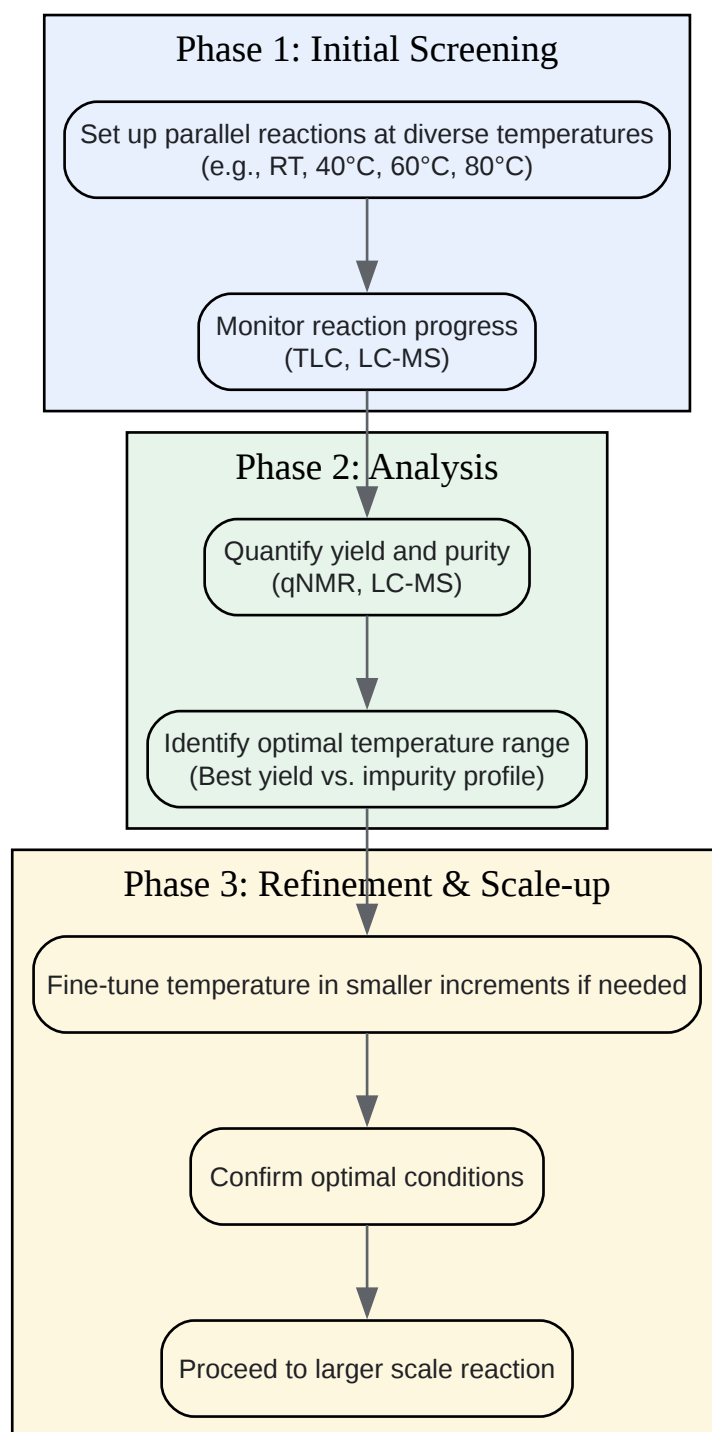 Phase 1: Initial Screening
Set up parallel reactions at diverse temperatures
(e.g., RT, 40°C, 60°C, 80°C)
Monitor reaction progress
(TLC, LC-MS)
Phase 2: Analysis
Quantify yield and purity
(qNMR, LC-MS)
Identify optimal temperature range
(Best yield vs. impurity profile)
Phase 3: Refinement & Scale-up
Fine-tune temperature in smaller increments if needed
Confirm optimal conditions
Proceed to larger scale reaction